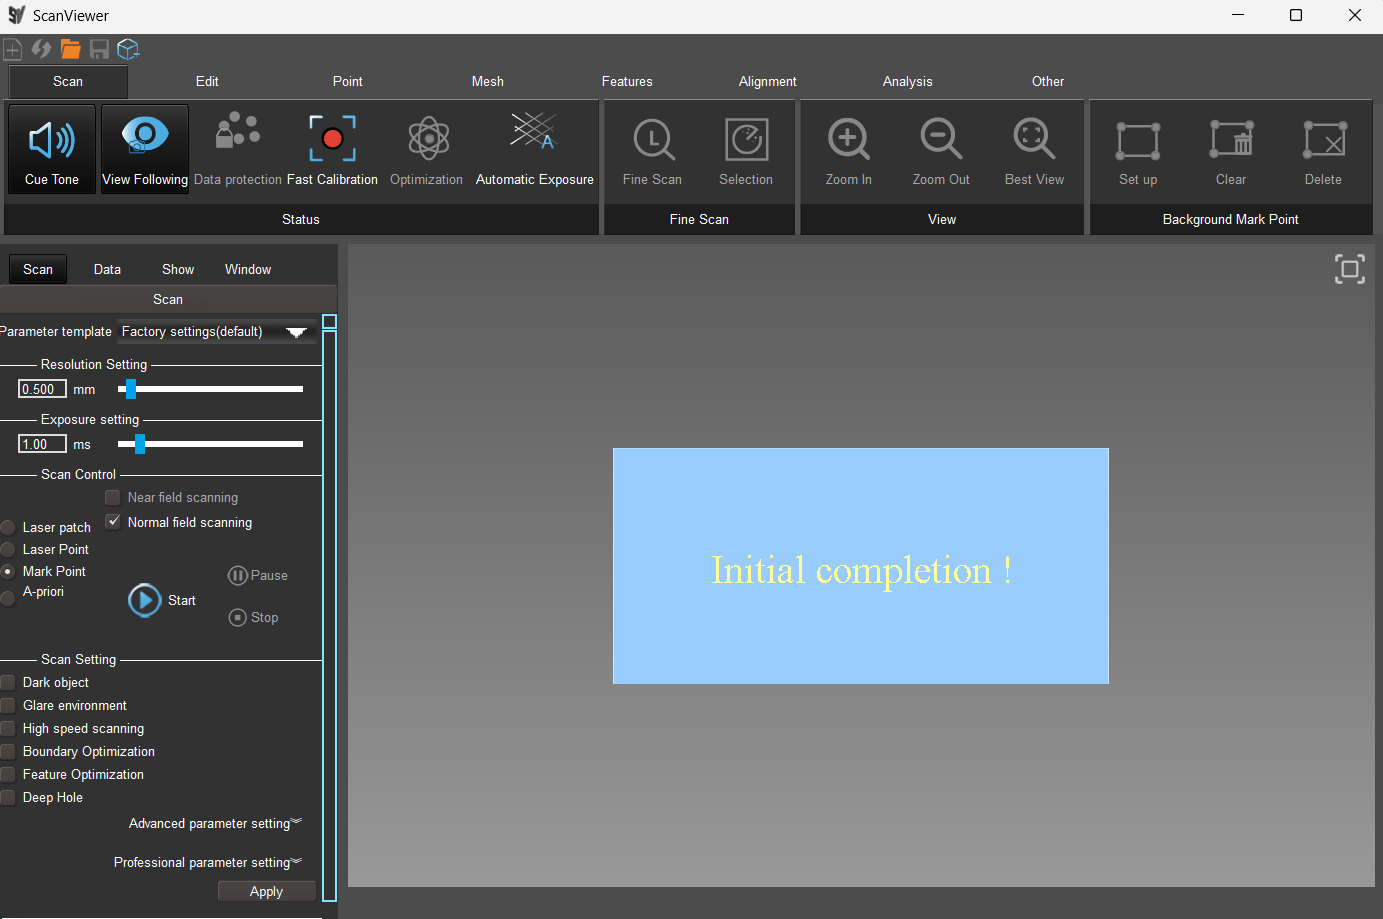 ScanViewer
Scan Edit Point Mesh Features Alignment Analysis Other
Cue Tone View Following Data protection Fast Calibration Optimization Automatic Exposure Fine Scan Selection Zoom In Zoom Out Best View Set up Clear Delete
Status Fine Scan View Background Mark Point
Scan Data Show Window
Scan
Parameter template Factory settings(default)
Resolution Setting
0.500 mm
Exposure setting
1.00 ms
Scan Control
Near field scanning
Normal field scanning
Laser patch
Laser Point
Mark Point
A-priori
Start
Pause
Stop
Scan Setting
Dark object
Glare environment
High speed scanning
Boundary Optimization
Feature Optimization
Deep Hole
Advanced parameter setting
Professional parameter setting
Apply
Initial completion !